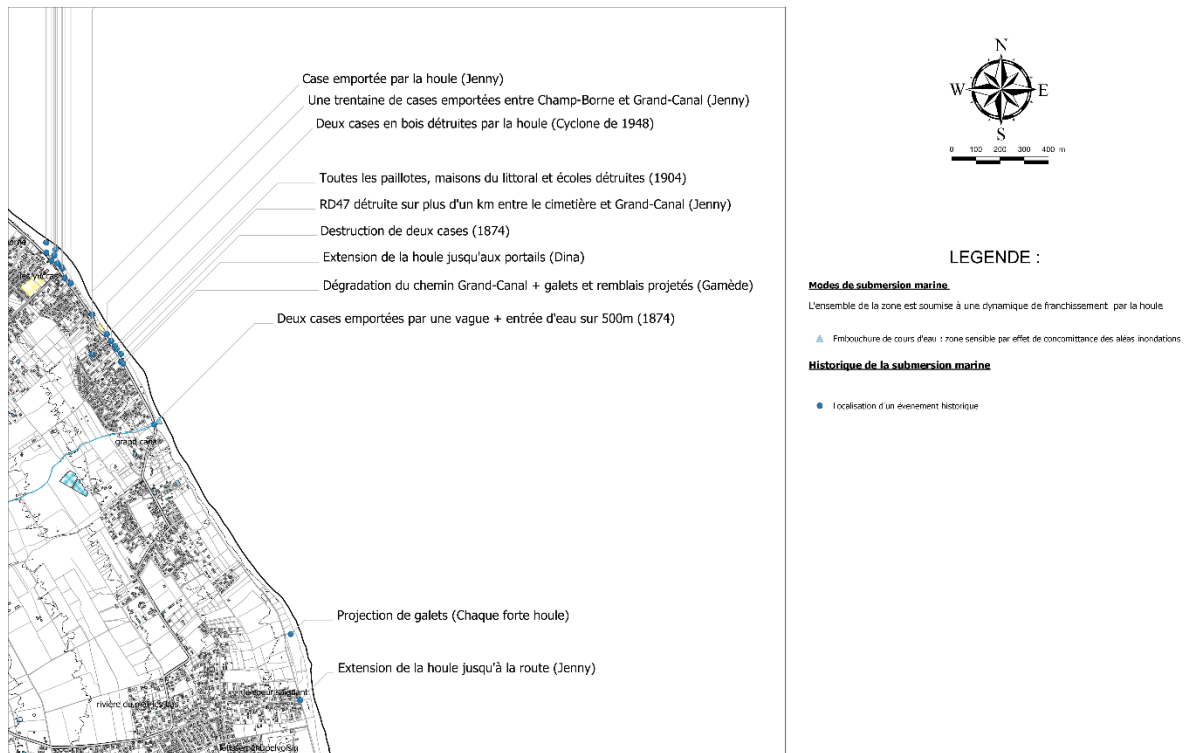 Case emportée par la houle (Jenny)
Une trentaine de cases emportées entre Champ-Borne et Grand-Canal (Jenny)
Deux cases en bois détruites par la houle (Cyclone de 1948)
Toutes les paillotes, maisons du littoral et écoles détruites (1904)
RD47 détruite sur plus d'un km entre le cimetière et Grand-Canal (Jenny)
Destruction de deux cases (1874)
Extension de la houle jusqu'aux portails (Dina)
Dégradation du chemin Grand-Canal + galets et remblais projetés (Gamède)
Deux cases emportées par une vague + entrée d'eau sur 500m (1874)
grand canal
Projection de galets (Chaque forte houle)
Extension de la houle jusqu'à la route (Jenny)
N
W E
S
0 100 200 300 400 m
LEGENDE :
Modes de submersion marine
L'ensemble de la zone est soumise à une dynamique de franchissement par la houle
Embouchure de cours d'eau : zone sensible par effet de concomittance des aléas inondations
Historique de la submersion marine
Localisation d'un évenement historique